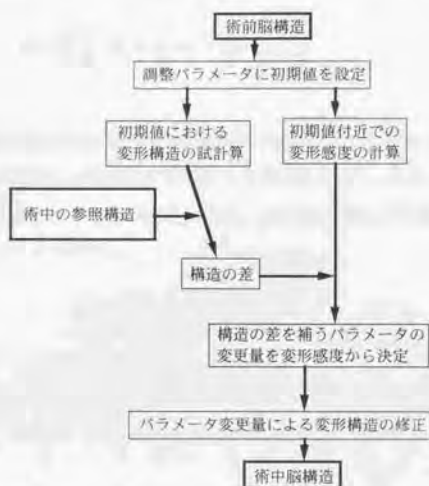 術前脳構造
調整パラメータに初期値を設定
初期値における
変形構造の試計算
初期値付近での
変形感度の計算
術中の参照構造
構造の差
構造の差を補うパラメータの
変更量を変形感度から決定
パラメータ変更量による変形構造の修正
術中脳構造